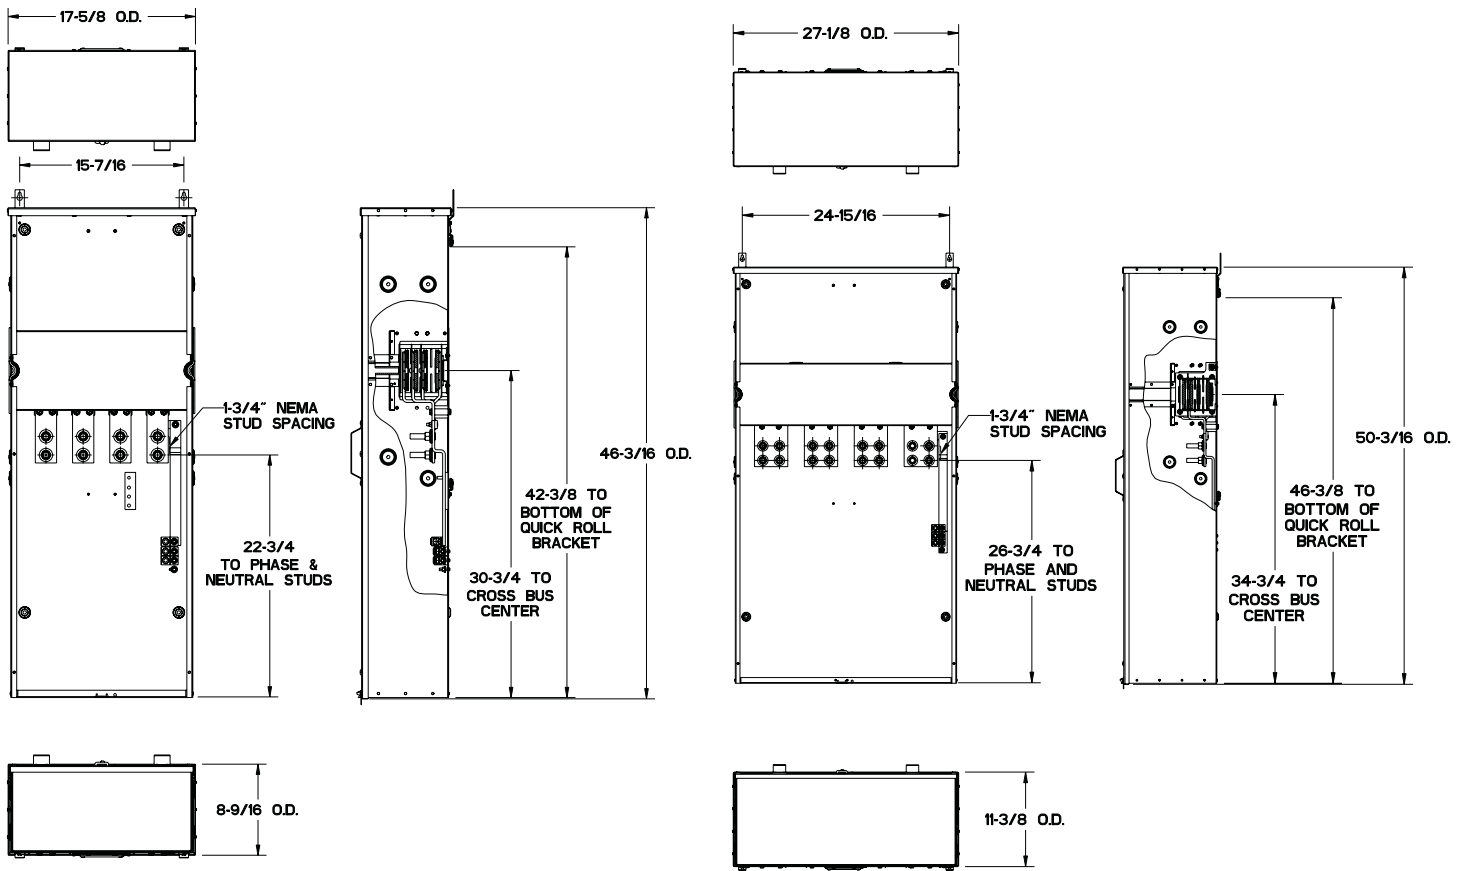 17-5/8 O.D.
15-7/16
1-3/4" NEMA
STUD SPACING
22-3/4
TO PHASE &
NEUTRAL STUDS
46-3/16 O.D.
42-3/8 TO
BOTTOM OF
QUICK ROLL
BRACKET
30-3/4 TO
CROSS BUS
CENTER
8-9/16 O.D.
27-1/8 O.D.
24-15/16
1-3/4" NEMA
STUD SPACING
26-3/4 TO
PHASE AND
NEUTRAL STUDS
50-3/16 O.D.
46-3/8 TO
BOTTOM OF
QUICK ROLL
BRACKET
34-3/4 TO
CROSS BUS
CENTER
11-3/8 O.D.